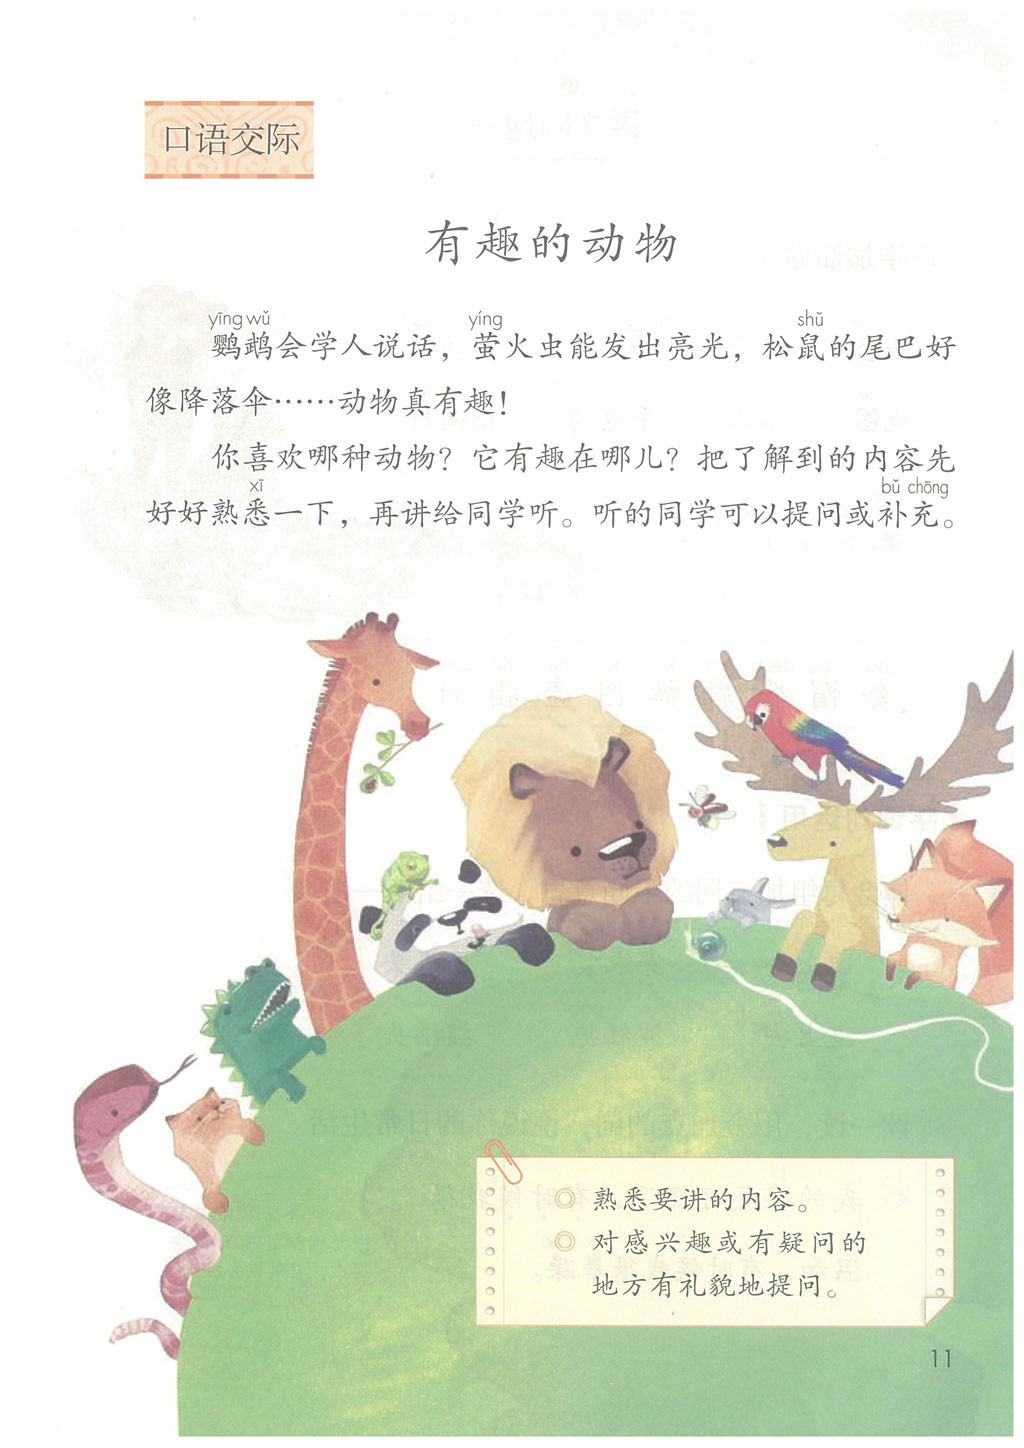 口语交际
有趣的动物
yīng wǔ yíng shǔ
鹦鹉会学人说话，萤火虫能发出亮光，松鼠的尾巴好
像降落伞……动物真有趣！
你喜欢哪种动物？它有趣在哪儿？把了解到的内容先
xī bǔ chōng
好好熟悉一下，再讲给同学听。听的同学可以提问或补充。
◎ 熟悉要讲的内容。
◎ 对感兴趣或有疑问的
地方有礼貌地提问。
11